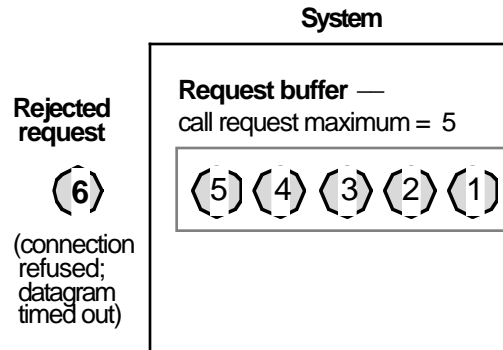 System
Request buffer —
call request maximum = 5
Rejected
request
6
5 4 3 2 1
(connection
refused;
datagram
timed out)